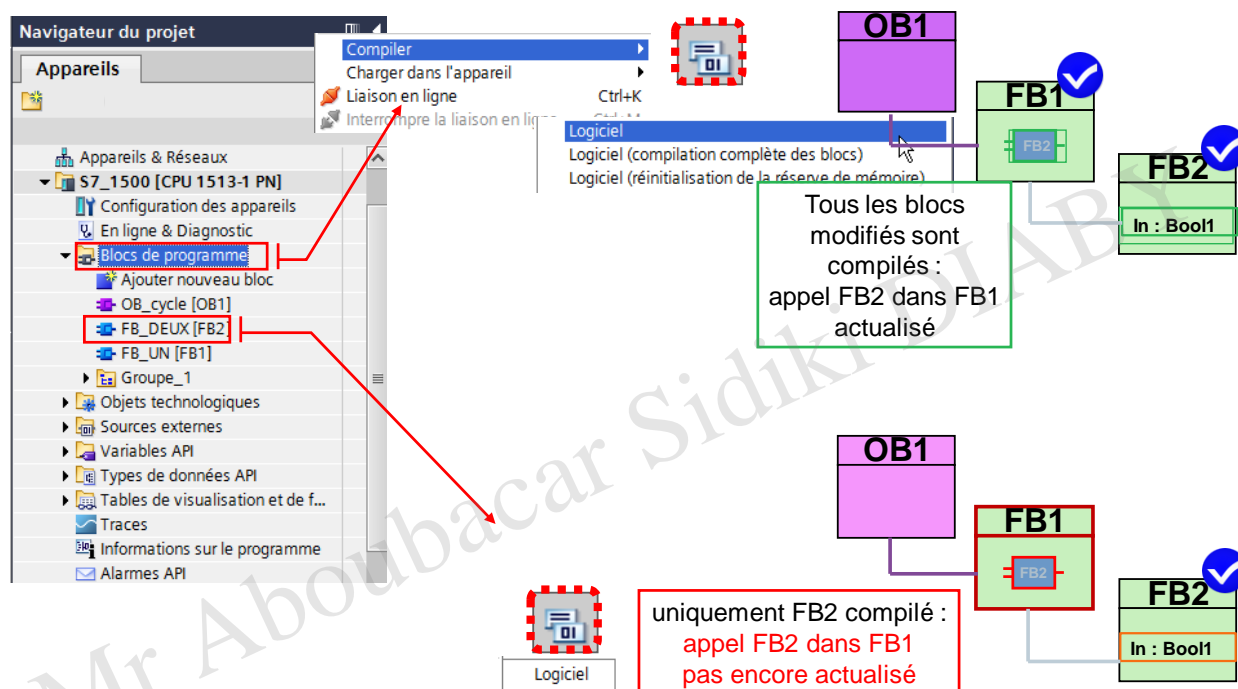 Navigateur du projet
Appareils
Appareils & Réseaux
S7_1500 [CPU 1513-1 PN]
Configuration des appareils
En ligne & Diagnostic
Blocs de programme
Ajouter nouveau bloc
OB_cycle [OB1]
FB_DEUX [FB2]
FB_UN [FB1]
Groupe_1
Objets technologiques
Sources externes
Variables API
Types de données API
Tables de visualisation et de f...
Traces
Informations sur le programme
Alarmes API
Compiler
Charger dans l'appareil
Liaison en ligne Ctrl+K
Interrompre la liaison en ligne Ctrl+M
Logiciel
Logiciel (compilation complète des blocs)
Logiciel (réinitialisation de la réserve de mémoire)
OB1
FB1
FB2
FB2
In : Bool1
Tous les blocs
modifiés sont
compilés :
appel FB2 dans FB1
actualisé
OB1
FB1
FB2
FB2
In : Bool1
Logiciel
uniquement FB2 compilé :
appel FB2 dans FB1
pas encore actualisé
Mr Aboubacar Sidiki DIABY